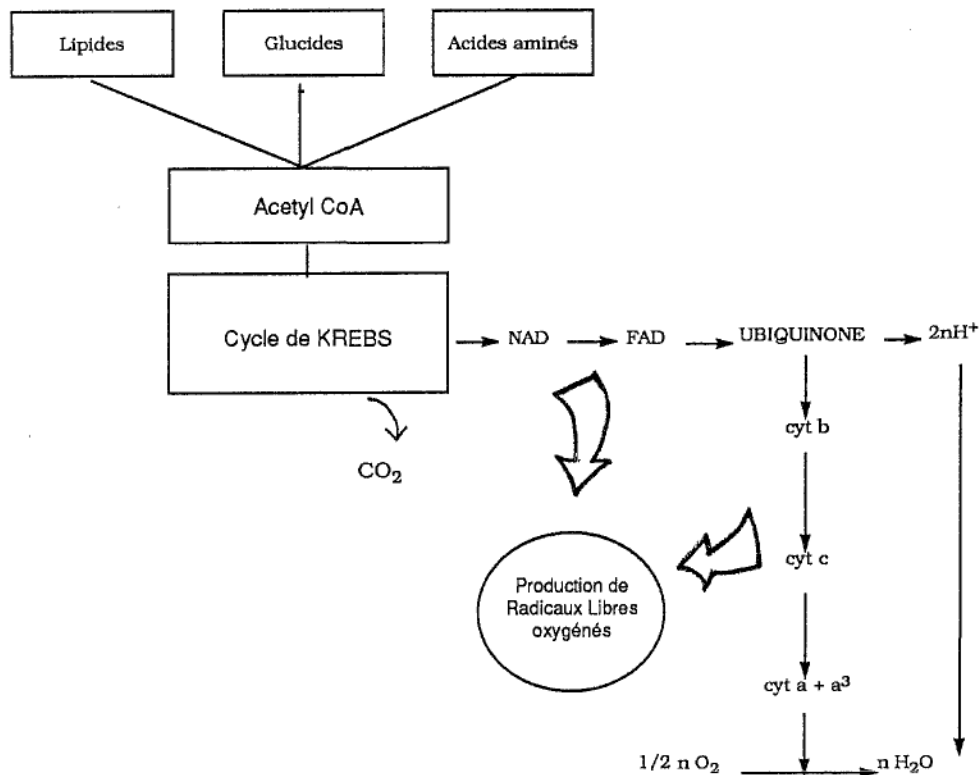 Lipides
Glucides
Acides aminés
Acetyl CoA
Cycle de KREBS
NAD
FAD
UBIQUINONE
2nH⁺
cyt b
CO₂
cyt c
Production de
Radicaux Libres
oxygénés
cyt a + a³
1/2 n O₂
n H₂O